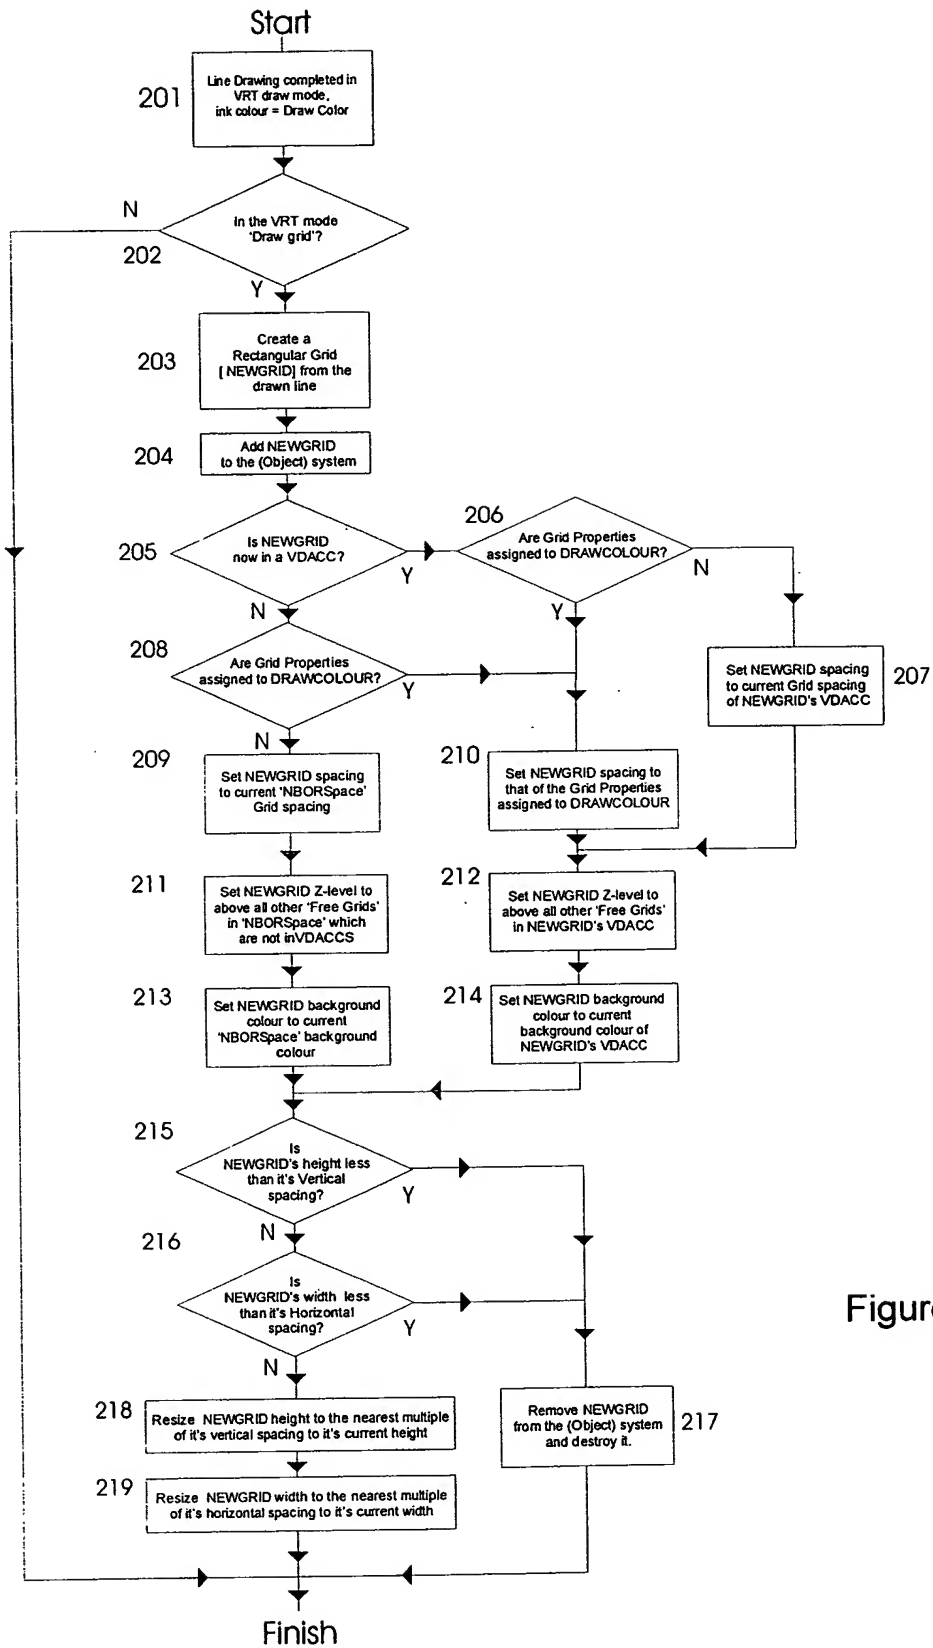 Start
201
Line Drawing completed in
VRT draw mode,
ink colour = Draw Color
N
In the VRT mode
'Draw grid'?
202
Y
203
Create a
Rectangular Grid
[ NEWGRID] from the
drawn line
204
Add NEWGRID
to the (Object) system
205
Is NEWGRID
now in a VDACC?
Y
N
206
Are Grid Properties
assigned to DRAWCOLOUR?
N
Y
208
Are Grid Properties
assigned to DRAWCOLOUR?
Y
N
Set NEWGRID spacing
to current Grid spacing
of NEWGRID's VDACC
207
209
Set NEWGRID spacing
to current 'NBORSpace'
Grid spacing
210
Set NEWGRID spacing to
that of the Grid Properties
assigned to DRAWCOLOUR
211
Set NEWGRID Z-level to
above all other 'Free Grids'
in 'NBORSpace' which
are not inVDACCS
212
Set NEWGRID Z-level to
above all other 'Free Grids'
in NEWGRID's VDACC
213
Set NEWGRID background
colour to current
'NBORSpace' background
colour
214
Set NEWGRID background
colour to current
background colour of
NEWGRID's VDACC
215
Is
NEWGRID's height less
than it's Vertical
spacing?
Y
N
216
Is
NEWGRID's width less
than it's Horizontal
spacing?
Y
N
Figur
218
Resize NEWGRID height to the nearest multiple
of it's vertical spacing to it's current height
Remove NEWGRID
from the (Object) system
and destroy it.
217
219
Resize NEWGRID width to the nearest multiple
of it's horizontal spacing to it's current width
Finish